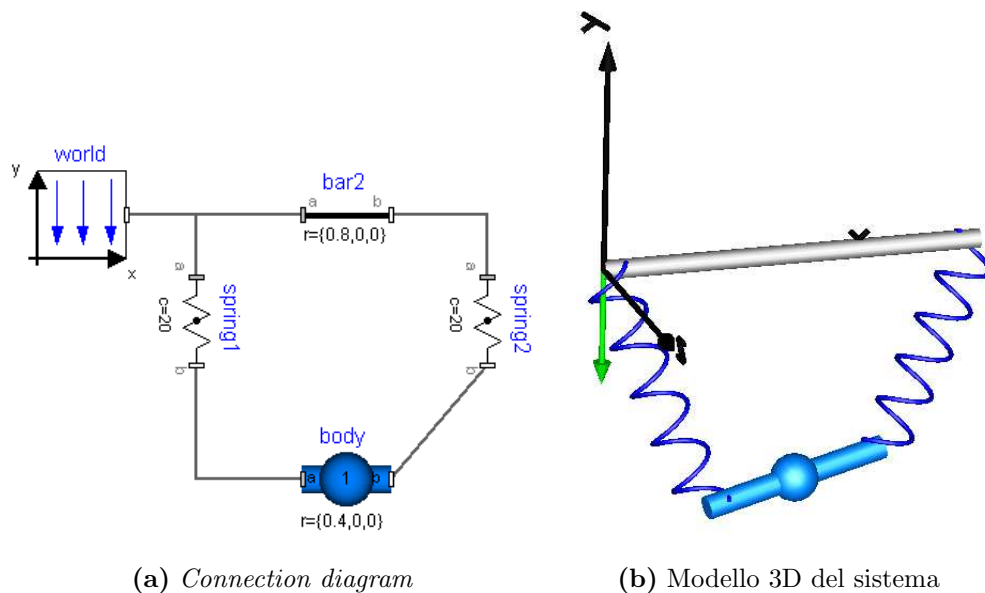 world
y
x
bar2
a b
r={0.8,0,0}
a
c=20
spring1
b
a
c=20
spring2
b
body
a 1 b
r={0.4,0,0}
y
x
z
(a) Connection diagram
(b) Modello 3D del sistema